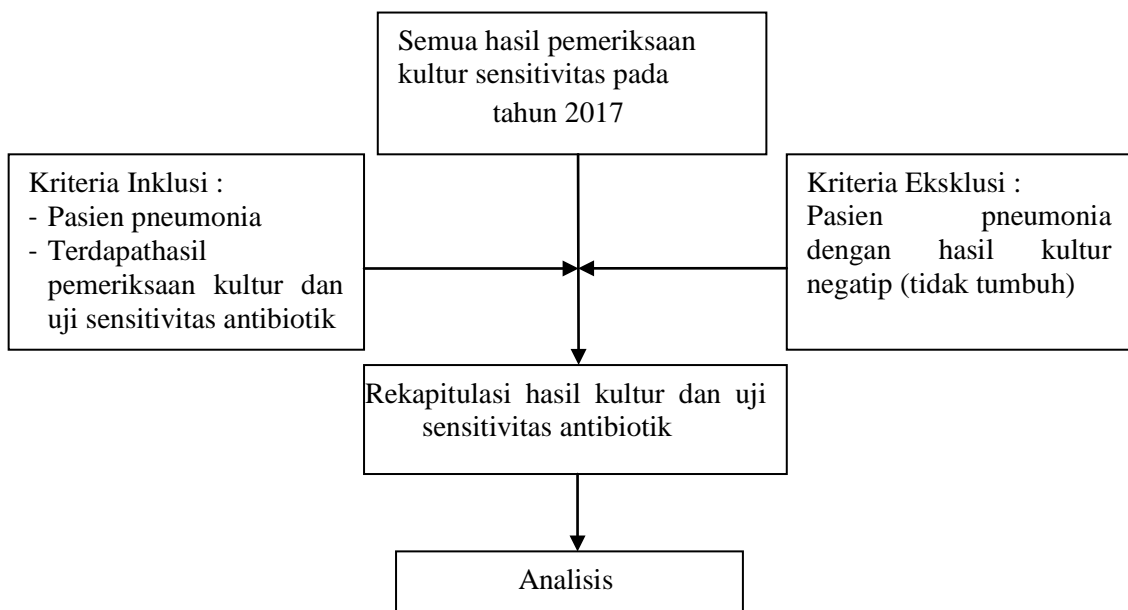 Semua hasil pemeriksaan
kultur sensitivitas pada
tahun 2017
Kriteria Inklusi :
- Pasien pneumonia
- Terdapathasil
pemeriksaan kultur dan
uji sensitivitas antibiotik
Kriteria Eksklusi :
Pasien pneumonia
dengan hasil kultur
negatip (tidak tumbuh)
Rekapitulasi hasil kultur dan uji
sensitivitas antibiotik
Analisis